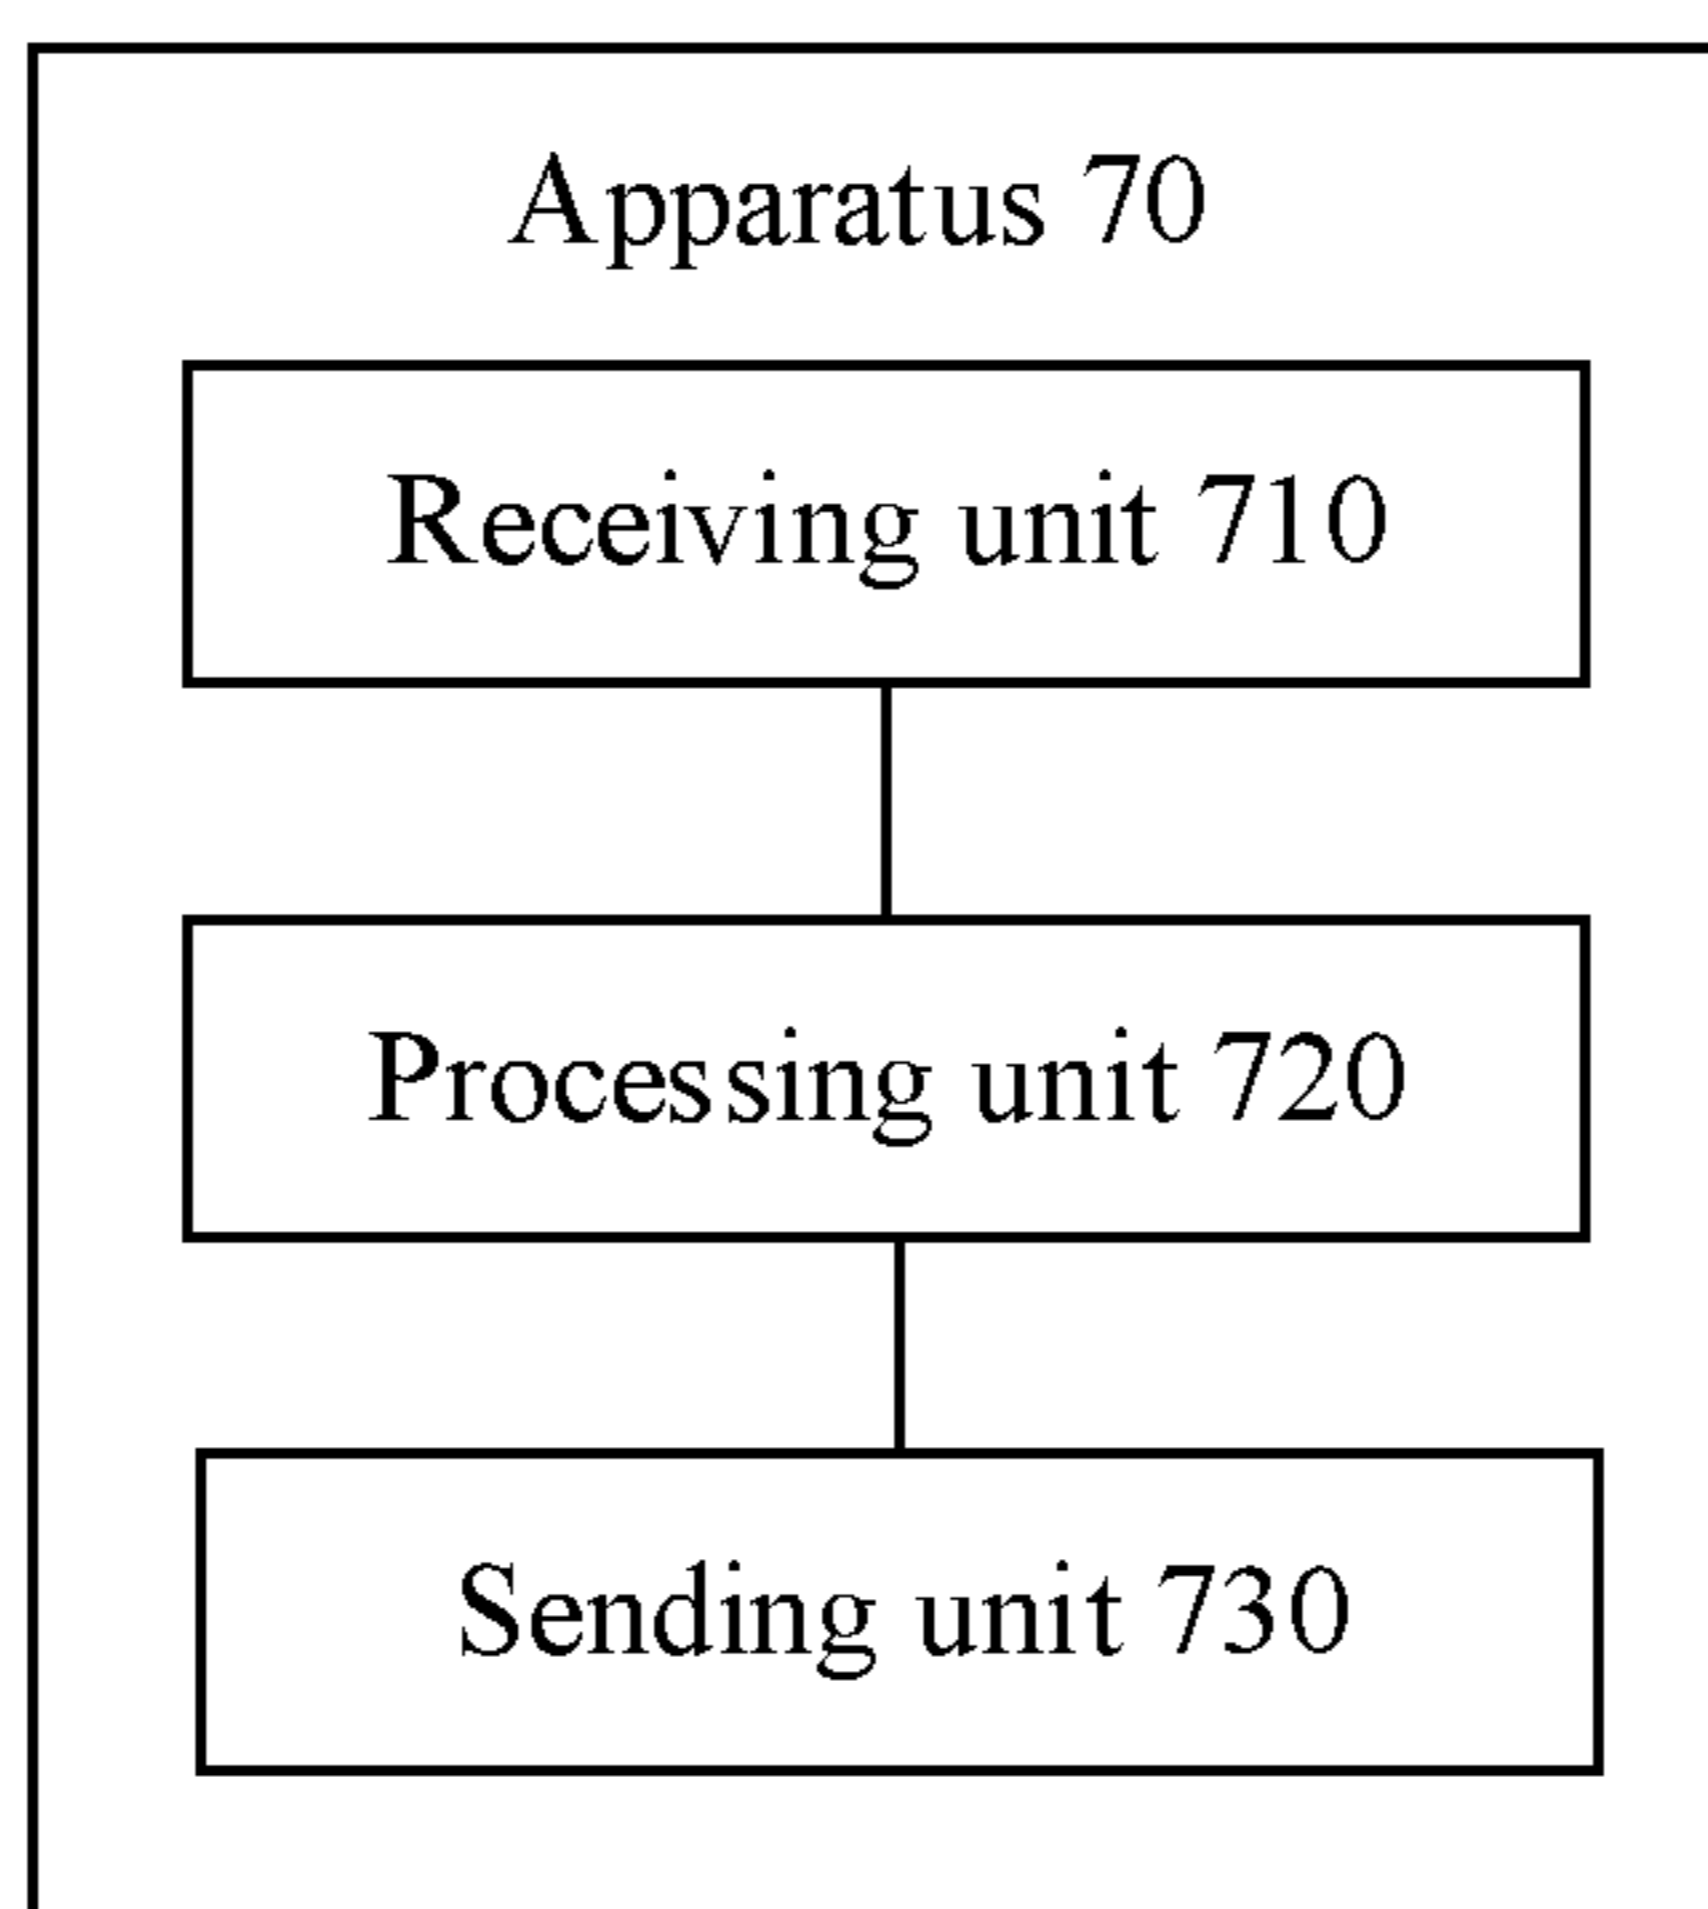 Apparatus 70
Receiving unit 710
Processing unit 720
Sending unit 730